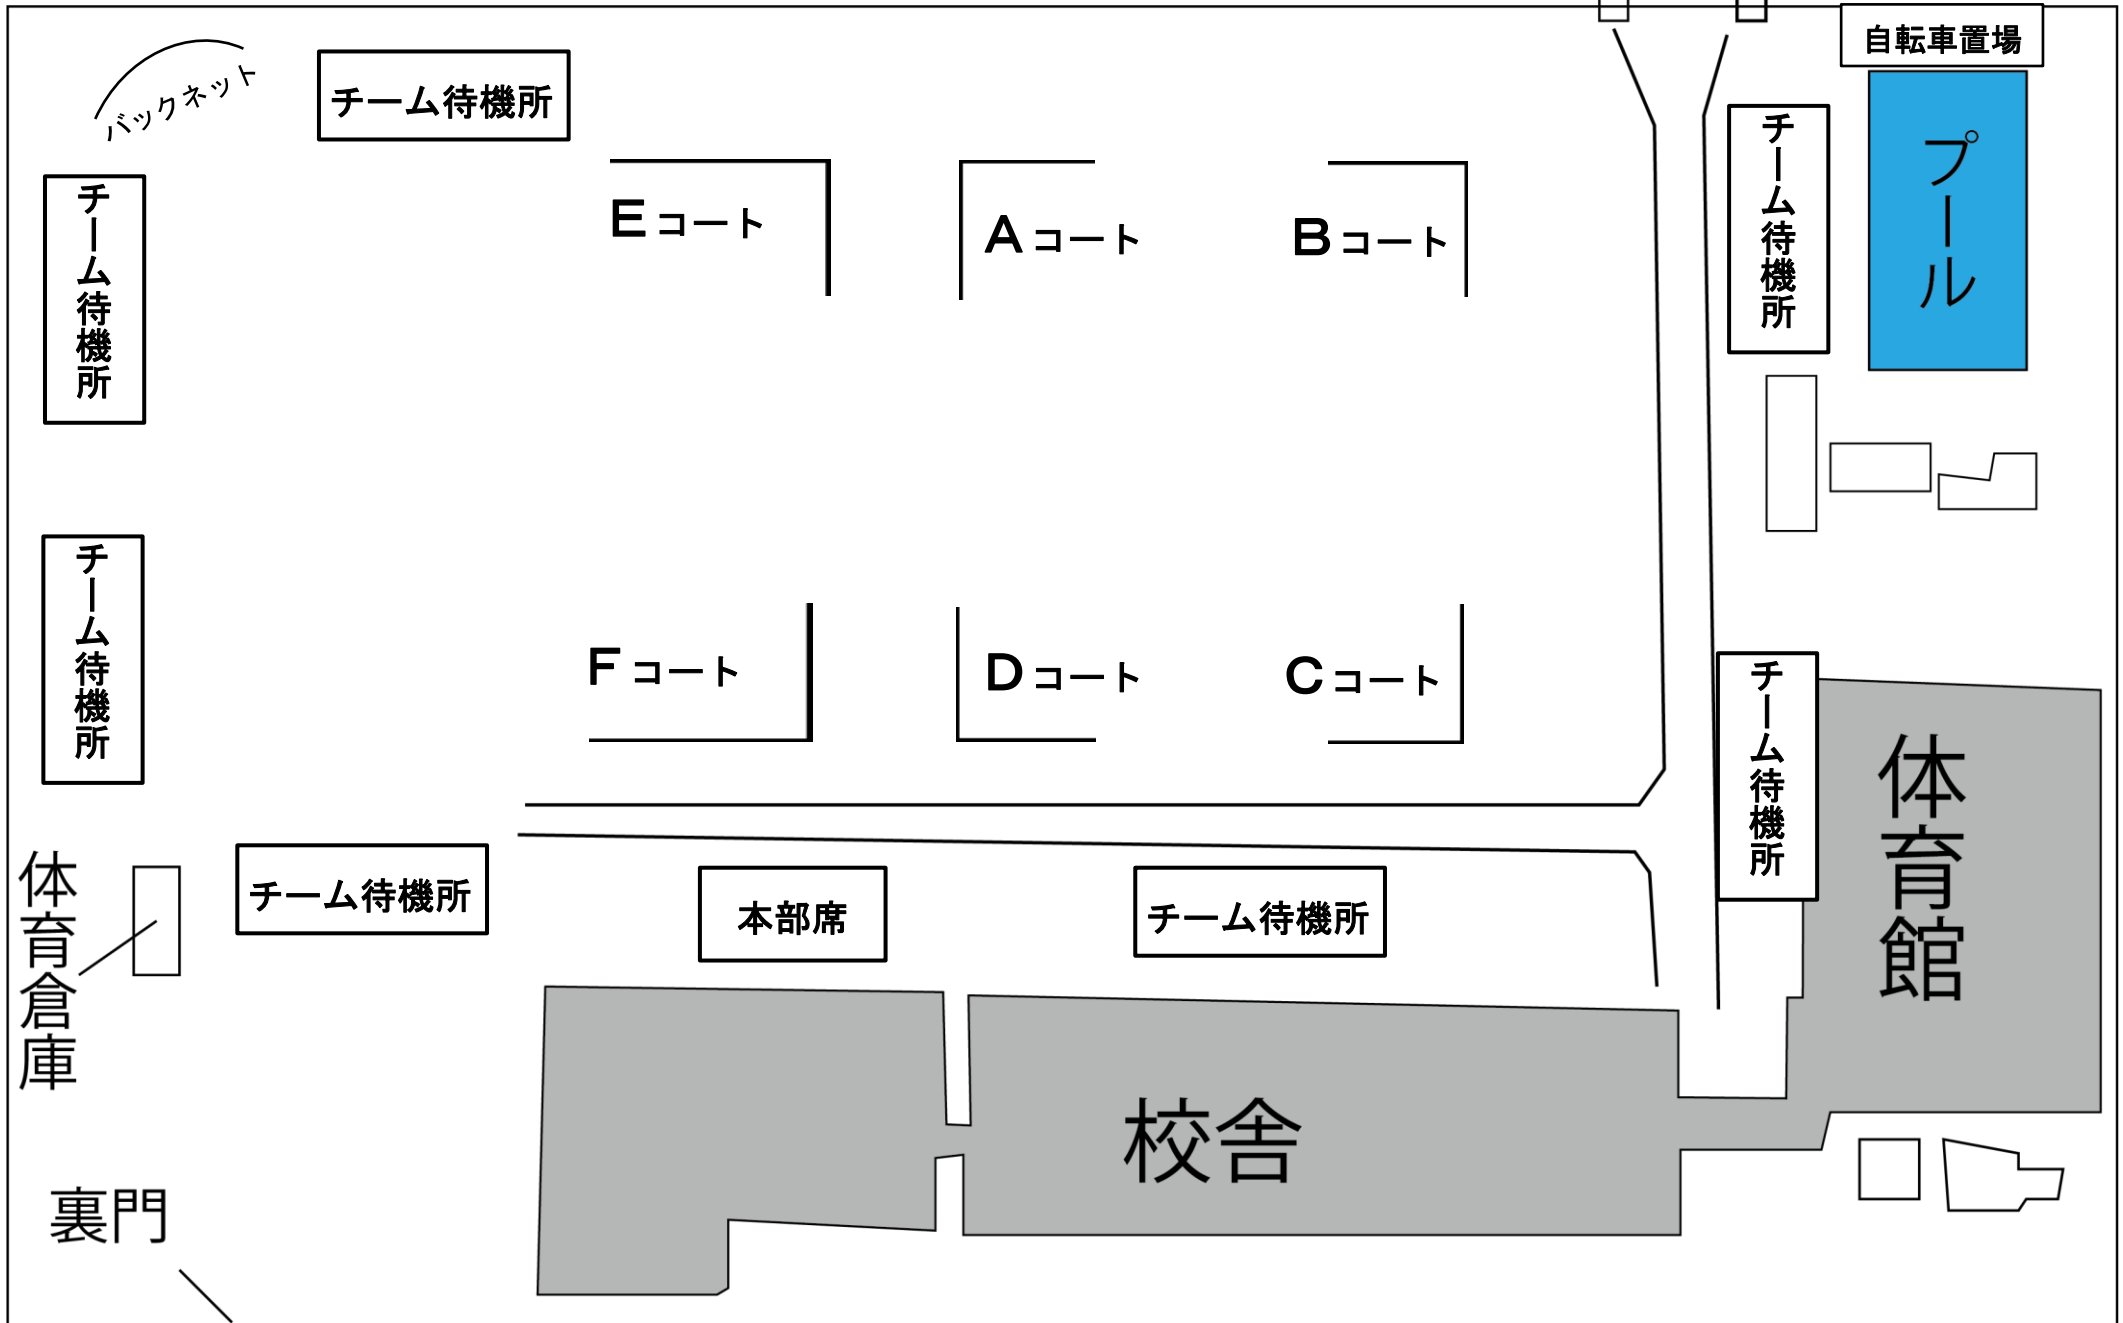 自転車置場
バックネット
チーム待機所
チーム待機所
プール
チーム待機所
Eコート
Aコート
Bコート
チーム待機所
Fコート
Dコート
Cコート
チーム待機所
体育館
体育倉庫
チーム待機所
本部席
チーム待機所
校舎
裏門